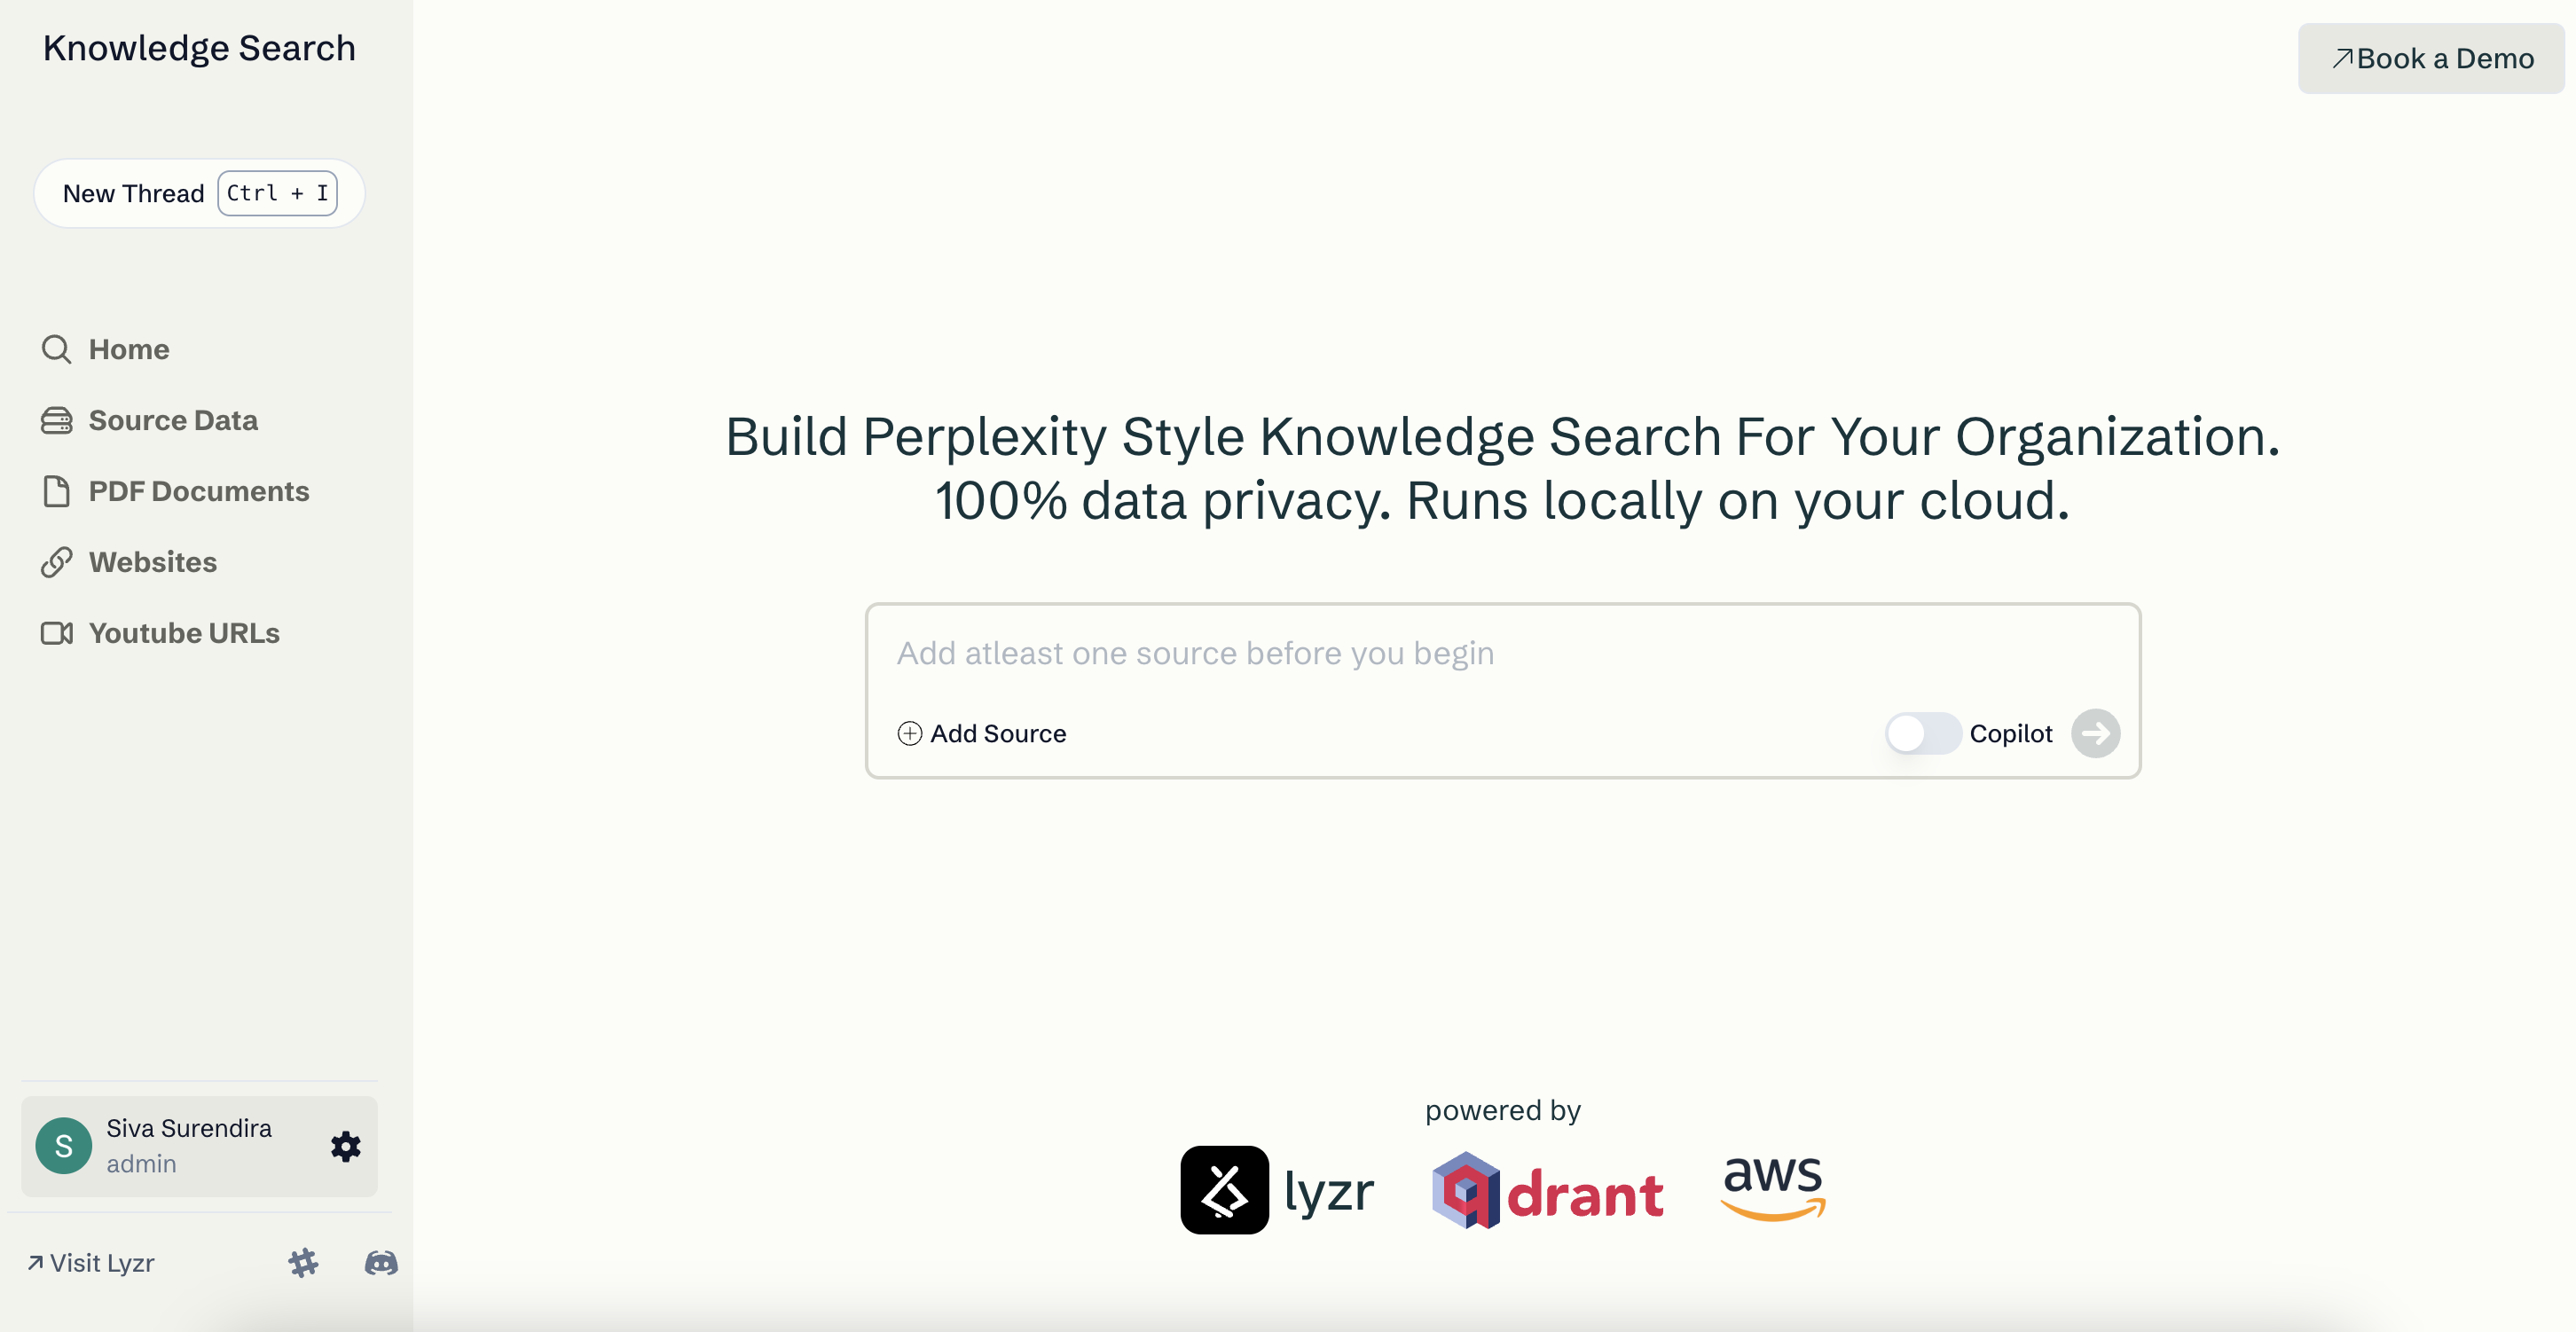 Knowledge Search
Book a Demo
New Thread Ctrl + I
Home
Source Data
PDF Documents
Websites
Youtube URLs
Build Perplexity Style Knowledge Search For Your Organization.
100% data privacy. Runs locally on your cloud.
Add atleast one source before you begin
Add Source
Copilot
powered by
lyzr
qdrant
aws
S
Siva Surendira
admin
Visit Lyzr